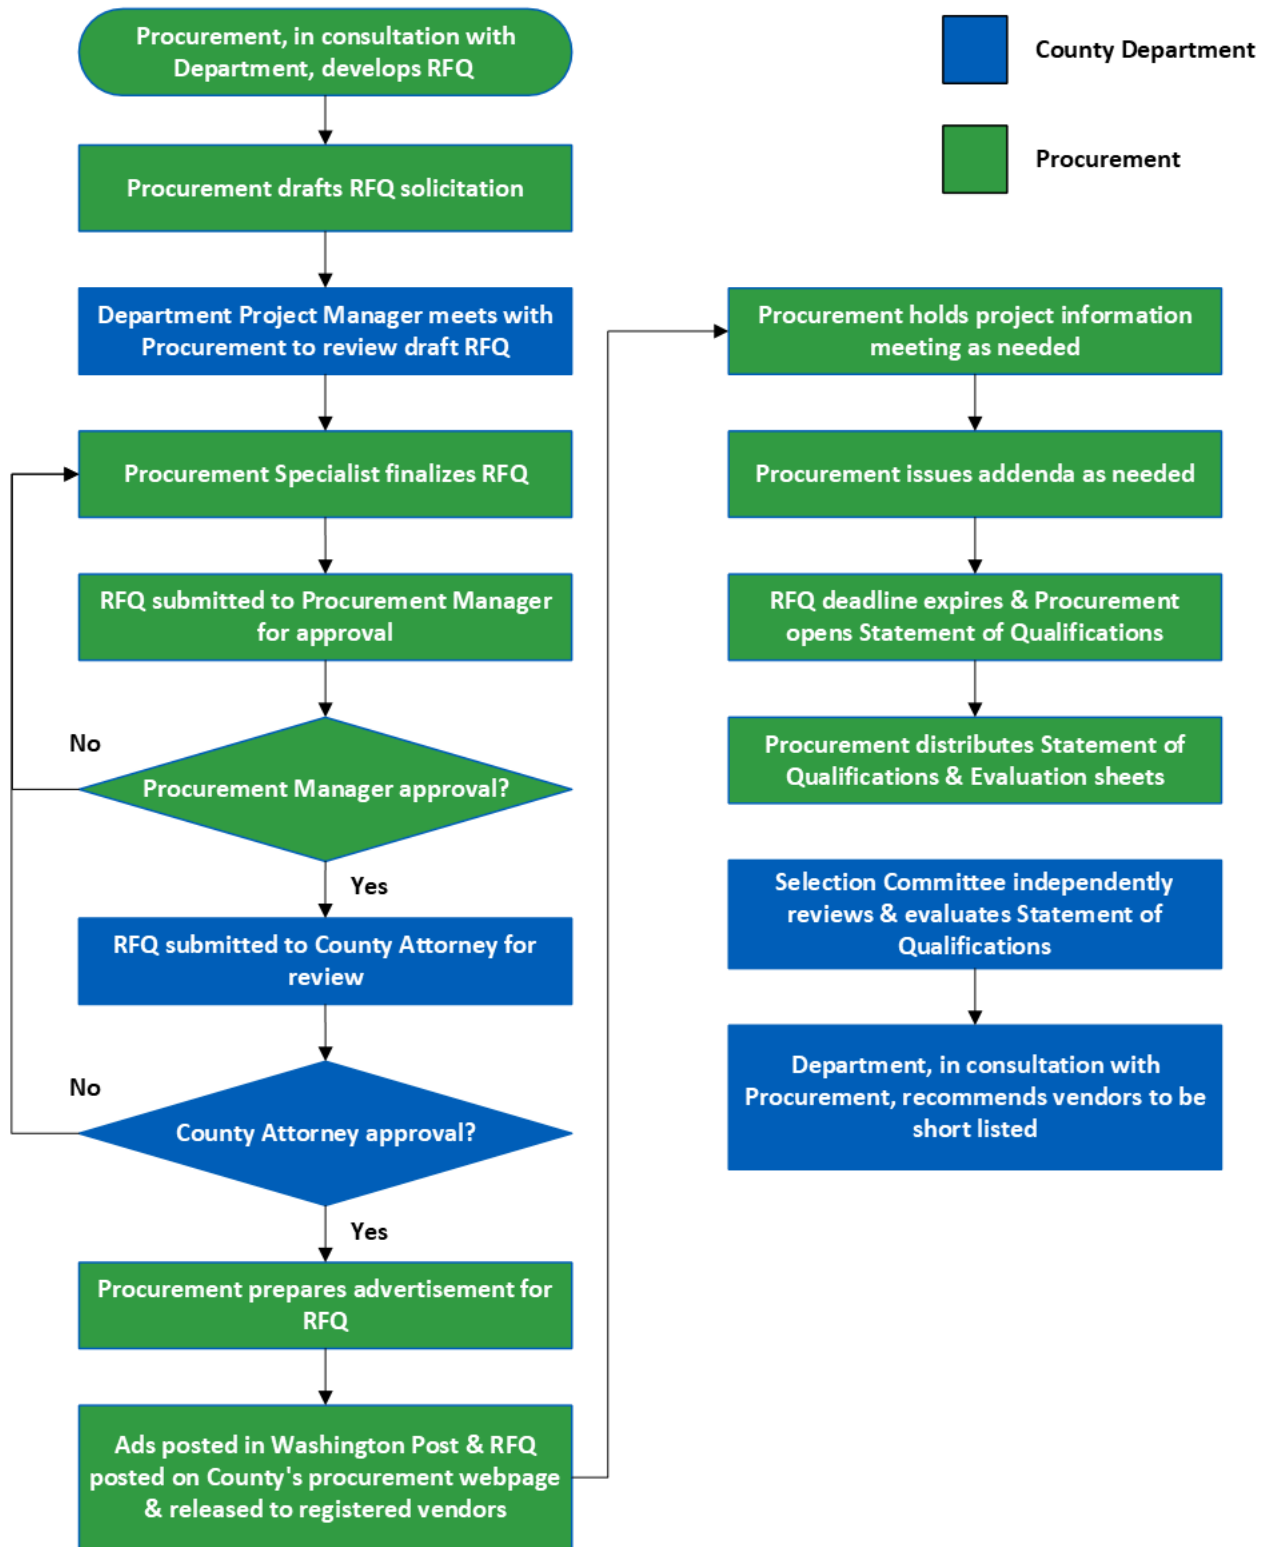 Procurement, in consultation with
Department, develops RFQ
County Department
Procurement
Procurement drafts RFQ solicitation
Department Project Manager meets with
Procurement to review draft RFQ
Procurement Specialist finalizes RFQ
RFQ submitted to Procurement Manager
for approval
No
Procurement Manager approval?
Yes
RFQ submitted to County Attorney for
review
No
County Attorney approval?
Yes
Procurement prepares advertisement for
RFQ
Ads posted in Washington Post & RFQ
posted on County's procurement webpage
& released to registered vendors
Procurement holds project information
meeting as needed
Procurement issues addenda as needed
RFQ deadline expires & Procurement
opens Statement of Qualifications
Procurement distributes Statement of
Qualifications & Evaluation sheets
Selection Committee independently
reviews & evaluates Statement of
Qualifications
Department, in consultation with
Procurement, recommends vendors to be
short listed